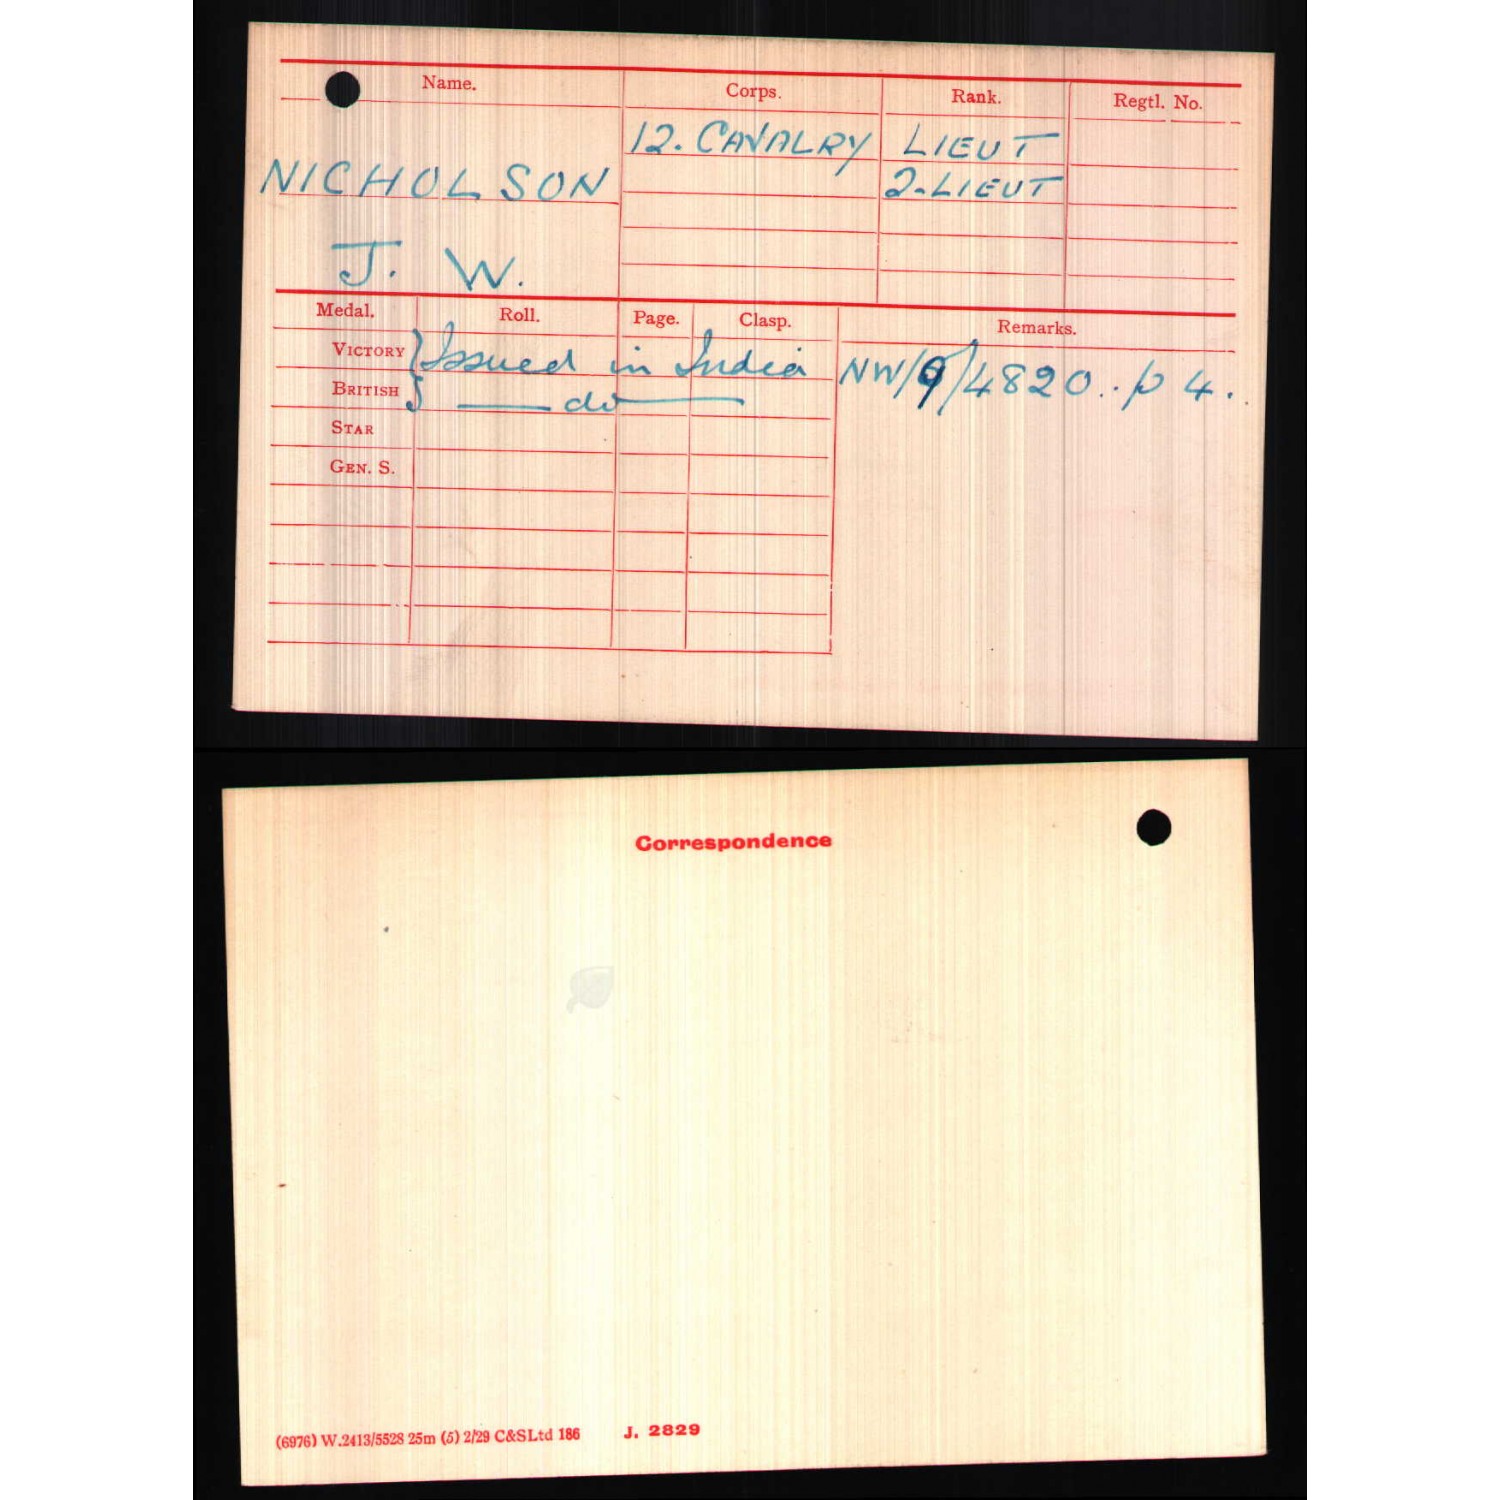 Name. Corps. Rank. Regtl. No.
12. CAVALRY LIEUT
NICHOLSON 2-LIEUT
J. W.
Medal. Roll. Page. Clasp. Remarks.
VICTORY } Issued in India NW/9/4820. p 4.
BRITISH } do
STAR
GEN. S.
Correspondence
(6976) W.2413/5528 25m (5) 2/29 C&SLtd 186 J. 2829